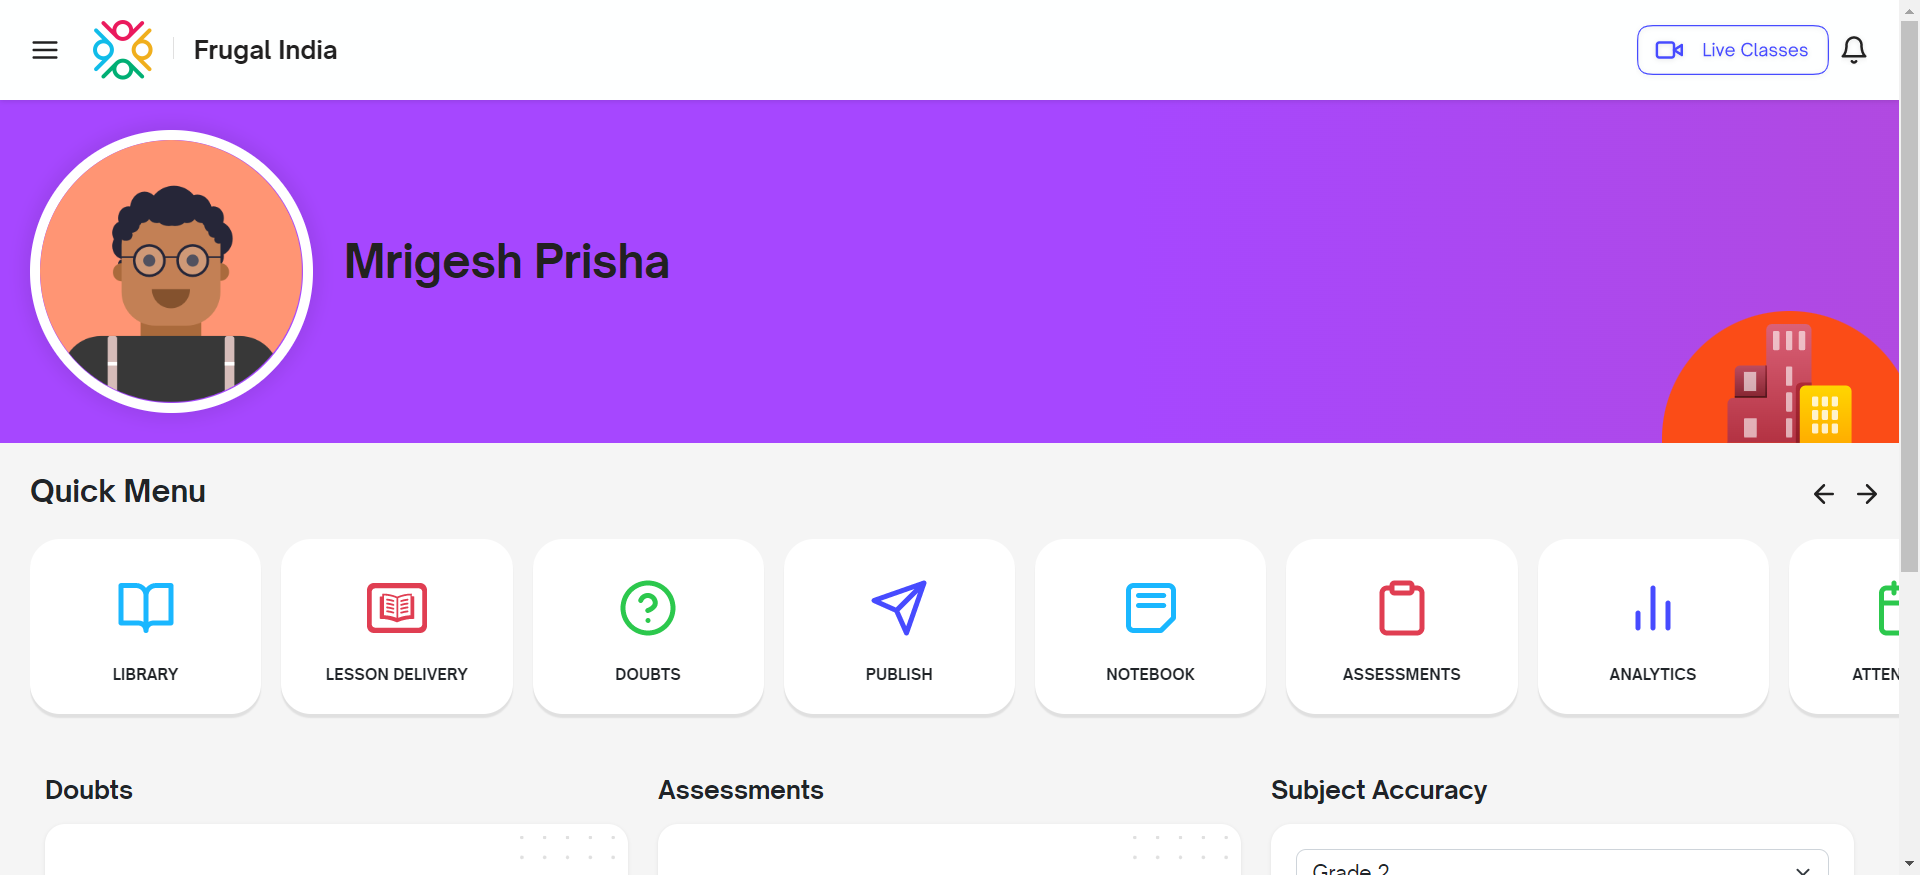 Frugal India
Live Classes
Mrigesh Prisha
Quick Menu
LIBRARY
LESSON DELIVERY
DOUBTS
PUBLISH
NOTEBOOK
ASSESSMENTS
ANALYTICS
ATTEN
Doubts
Assessments
Subject Accuracy
Grade 2